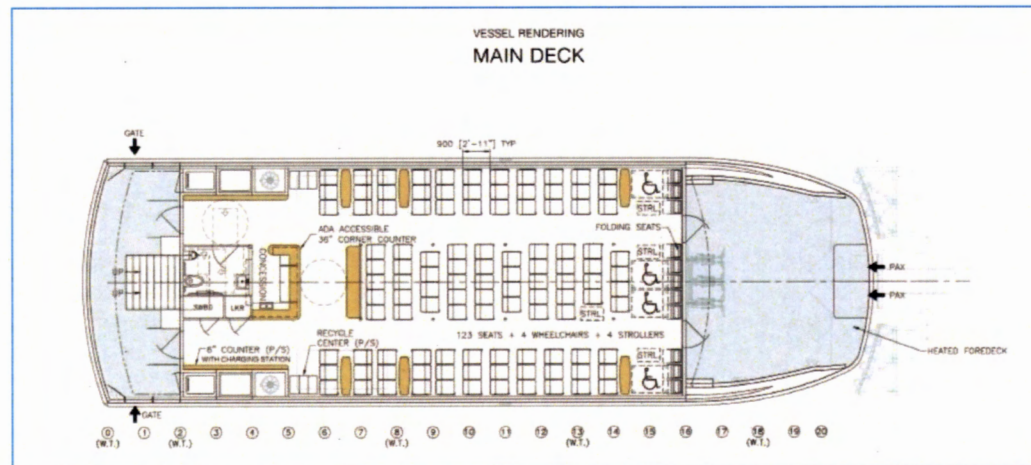 VESSEL RENDERING
MAIN DECK
GATE
900 [2'-11"] TYP
ADA ACCESSIBLE
36" CORNER COUNTER
STRL
FOLDING SEATS
CONCESSION
STRL
UP
UP
PAX
PAX
LKR
STRL
123 SEATS + 4 WHEELCHAIRS + 4 STROLLERS
RECYCLE
CENTER (P/S)
6" COUNTER (P/S)
WITH CHARGING STATION
STRL
HEATED FOREDECK
GATE
0 1 2 3 4 5 6 7 8 9 10 11 12 13 14 15 16 17 18 19 20
(W.T.) (W.T.) (W.T.) (W.T.) (W.T.)